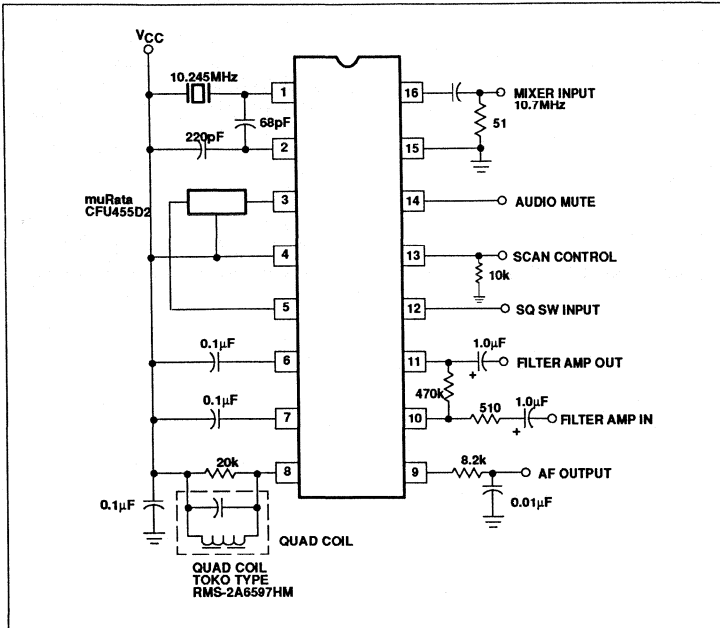 VCC
10.245MHz
1
16
MIXER INPUT
10.7MHz
68pF
51
220pF
2
15
muRata
CFU455D2
3
14
AUDIO MUTE
4
13
SCAN CONTROL
10k
5
12
SQ SW INPUT
0.1µF
6
11
1.0µF
+
FILTER AMP OUT
470k
0.1µF
7
10
510
1.0µF
+
FILTER AMP IN
20k
8
9
8.2k
AF OUTPUT
0.1µF
0.01µF
QUAD COIL
QUAD COIL
TOKO TYPE
RMS-2A6597HM